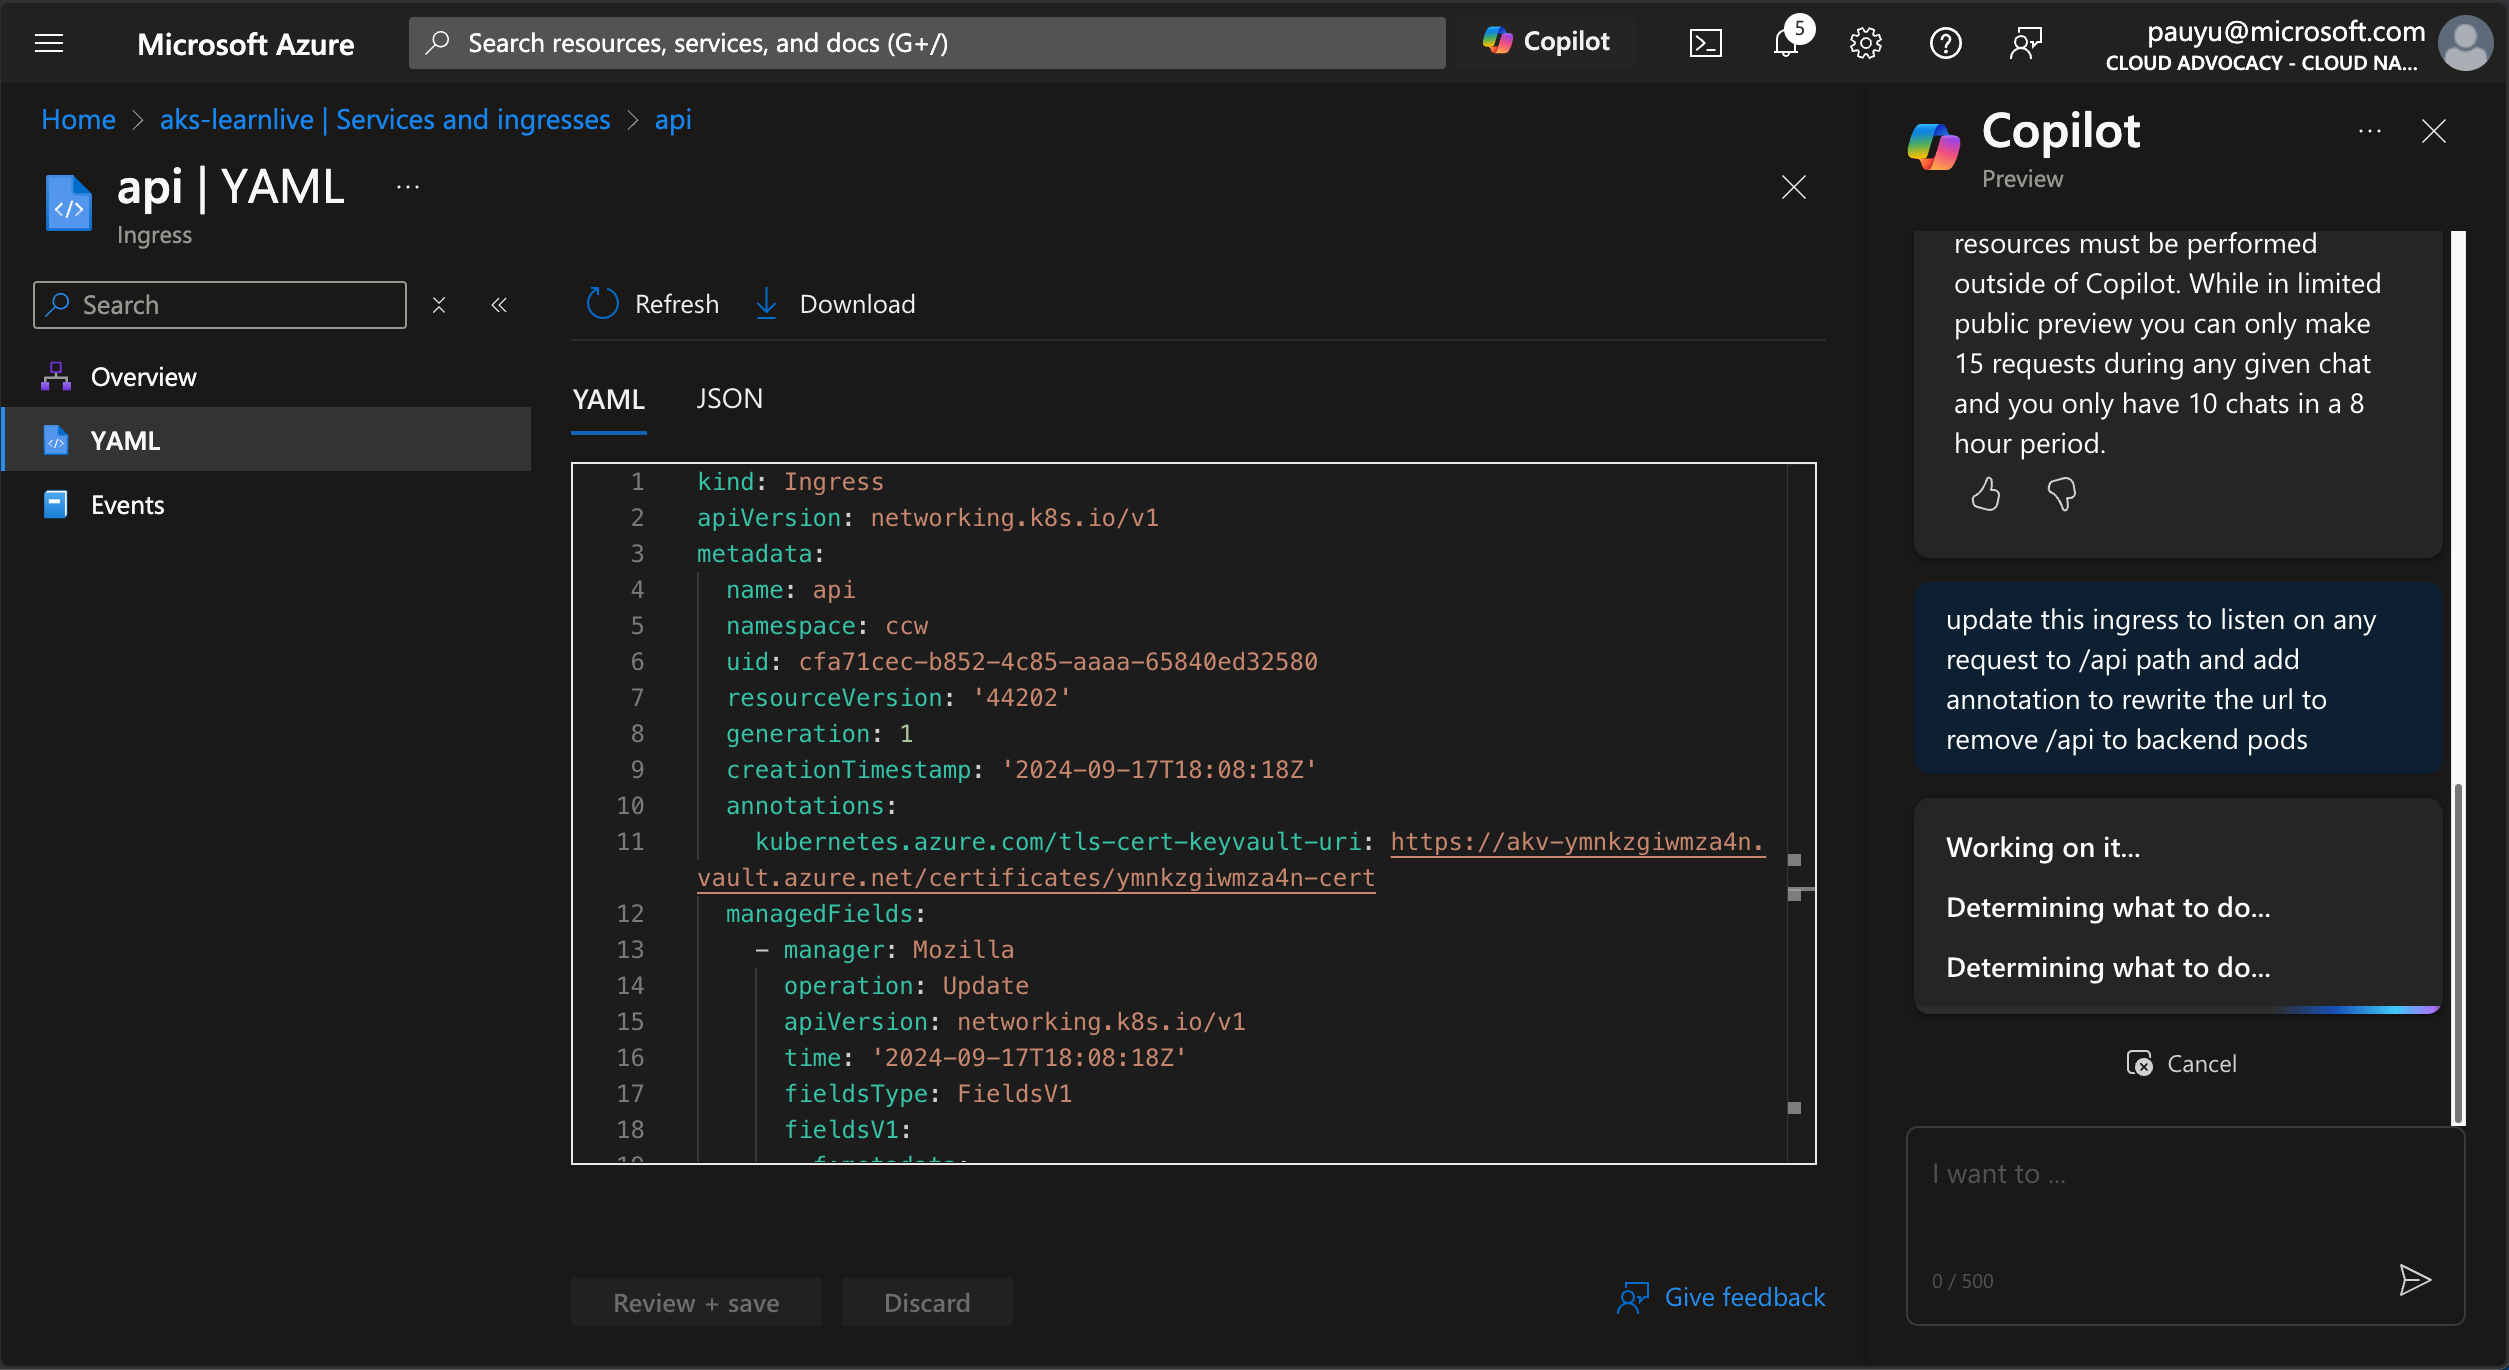 Microsoft Azure
Search resources, services, and docs (G+/)
Copilot
5
pauyu@microsoft.com
CLOUD ADVOCACY - CLOUD NA...
Home > aks-learnlive | Services and ingresses > api
api | YAML ...
Ingress
Search
Overview
YAML
Events
Refresh
Download
YAML
JSON
1 kind: Ingress
2 apiVersion: networking.k8s.io/v1
3 metadata:
4 name: api
5 namespace: ccw
6 uid: cfa71cec-b852-4c85-aaaa-65840ed32580
7 resourceVersion: '44202'
8 generation: 1
9 creationTimestamp: '2024-09-17T18:08:18Z'
10 annotations:
11 kubernetes.azure.com/tls-cert-keyvault-uri: https://akv-ymnkzgiwmza4n.
vault.azure.net/certificates/ymnkzgiwmza4n-cert
12 managedFields:
13 - manager: Mozilla
14 operation: Update
15 apiVersion: networking.k8s.io/v1
16 time: '2024-09-17T18:08:18Z'
17 fieldsType: FieldsV1
18 fieldsV1:
Review + save
Discard
Give feedback
Copilot
Preview
resources must be performed
outside of Copilot. While in limited
public preview you can only make
15 requests during any given chat
and you only have 10 chats in a 8
hour period.
update this ingress to listen on any
request to /api path and add
annotation to rewrite the url to
remove /api to backend pods
Working on it...
Determining what to do...
Determining what to do...
Cancel
I want to ...
0 / 500